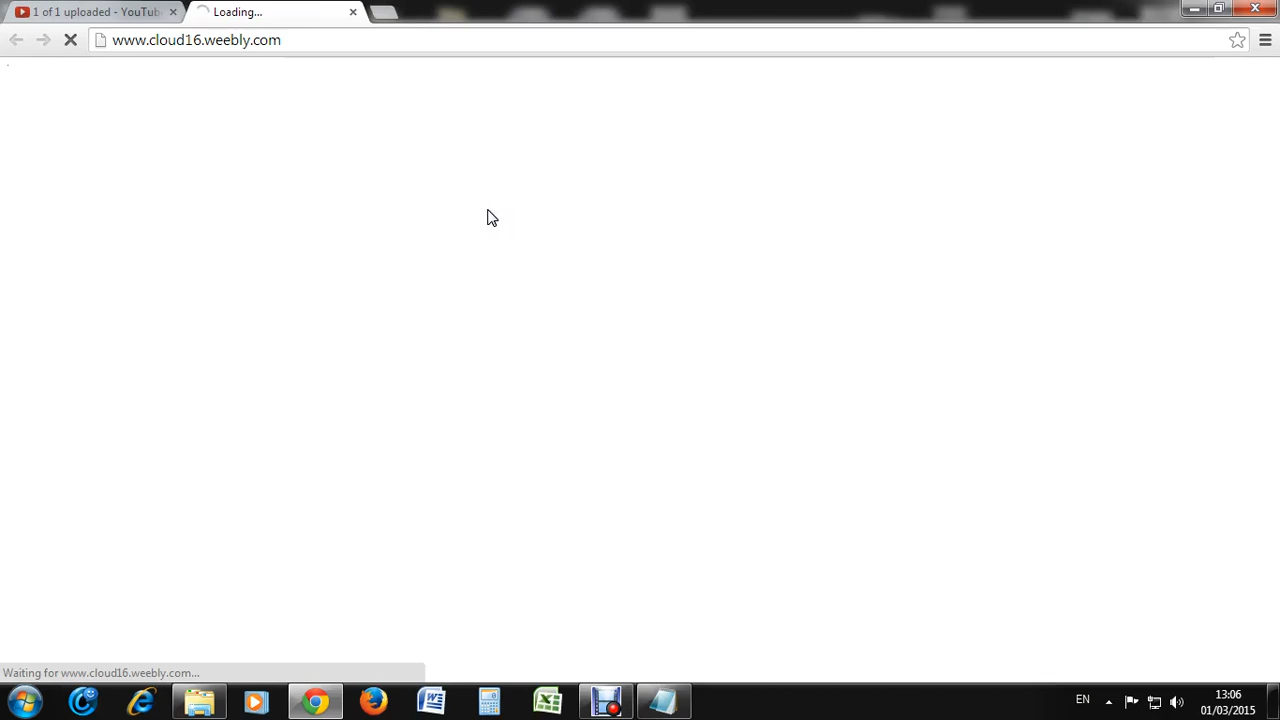 1 of 1 uploaded - YouTub
Loading...
www.cloud16.weebly.com
Waiting for www.cloud16.weebly.com...
EN
13:06
01/03/2015